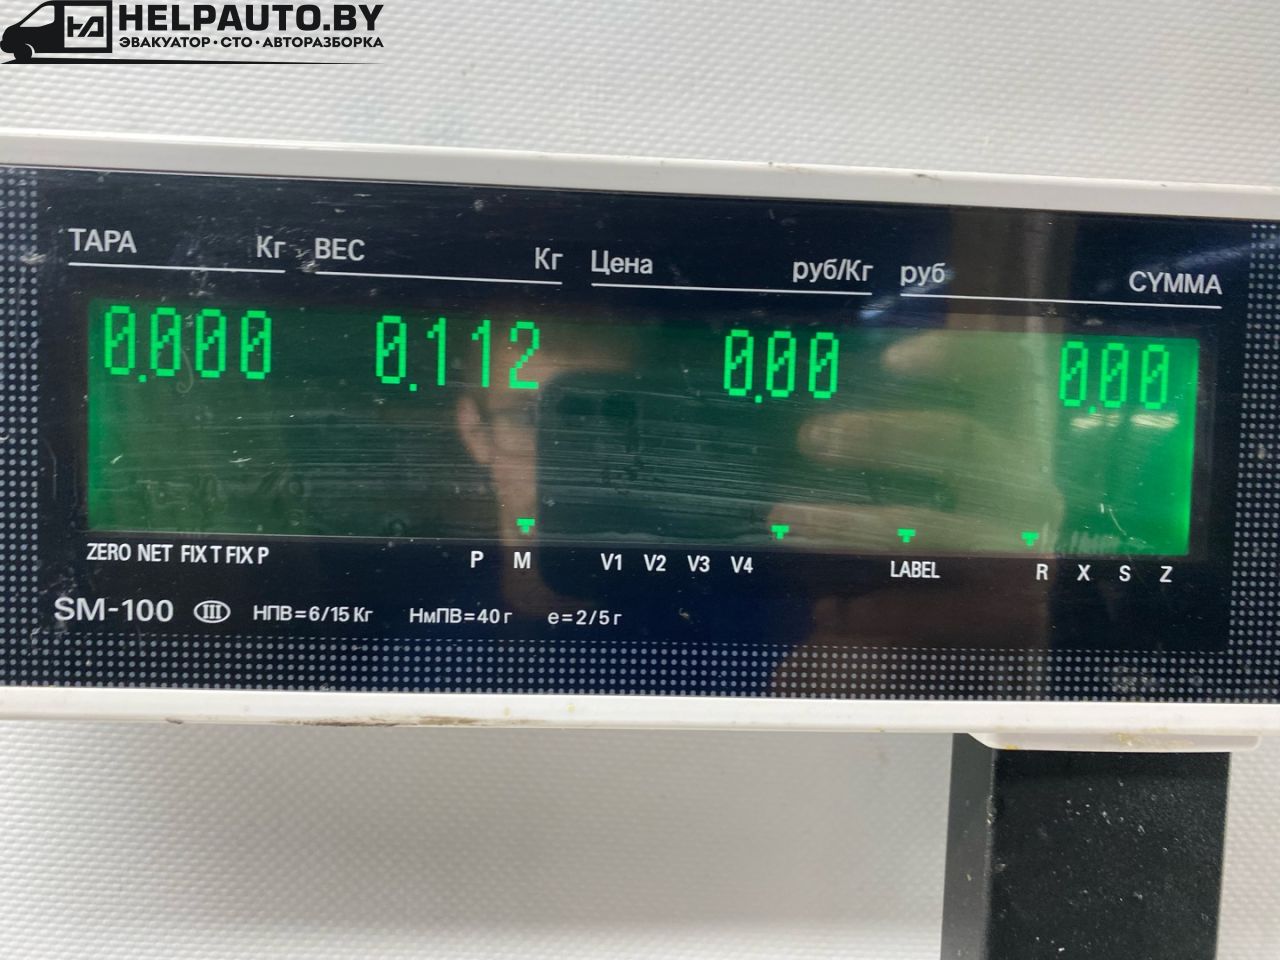 HELPAUTO.BY
ЭВАКУАТОР·СТО·АВТОРАЗБОРКА
ТАРА Кг ВЕС Кг Цена руб/Кг руб СУММА
0.000 0.112 0.00 0.00
ZERO NET FIX T FIX P P M V1 V2 V3 V4 LABEL R X S Z
SM-100 III НПВ=6/15 Кг НмПВ=40 г e=2/5 г